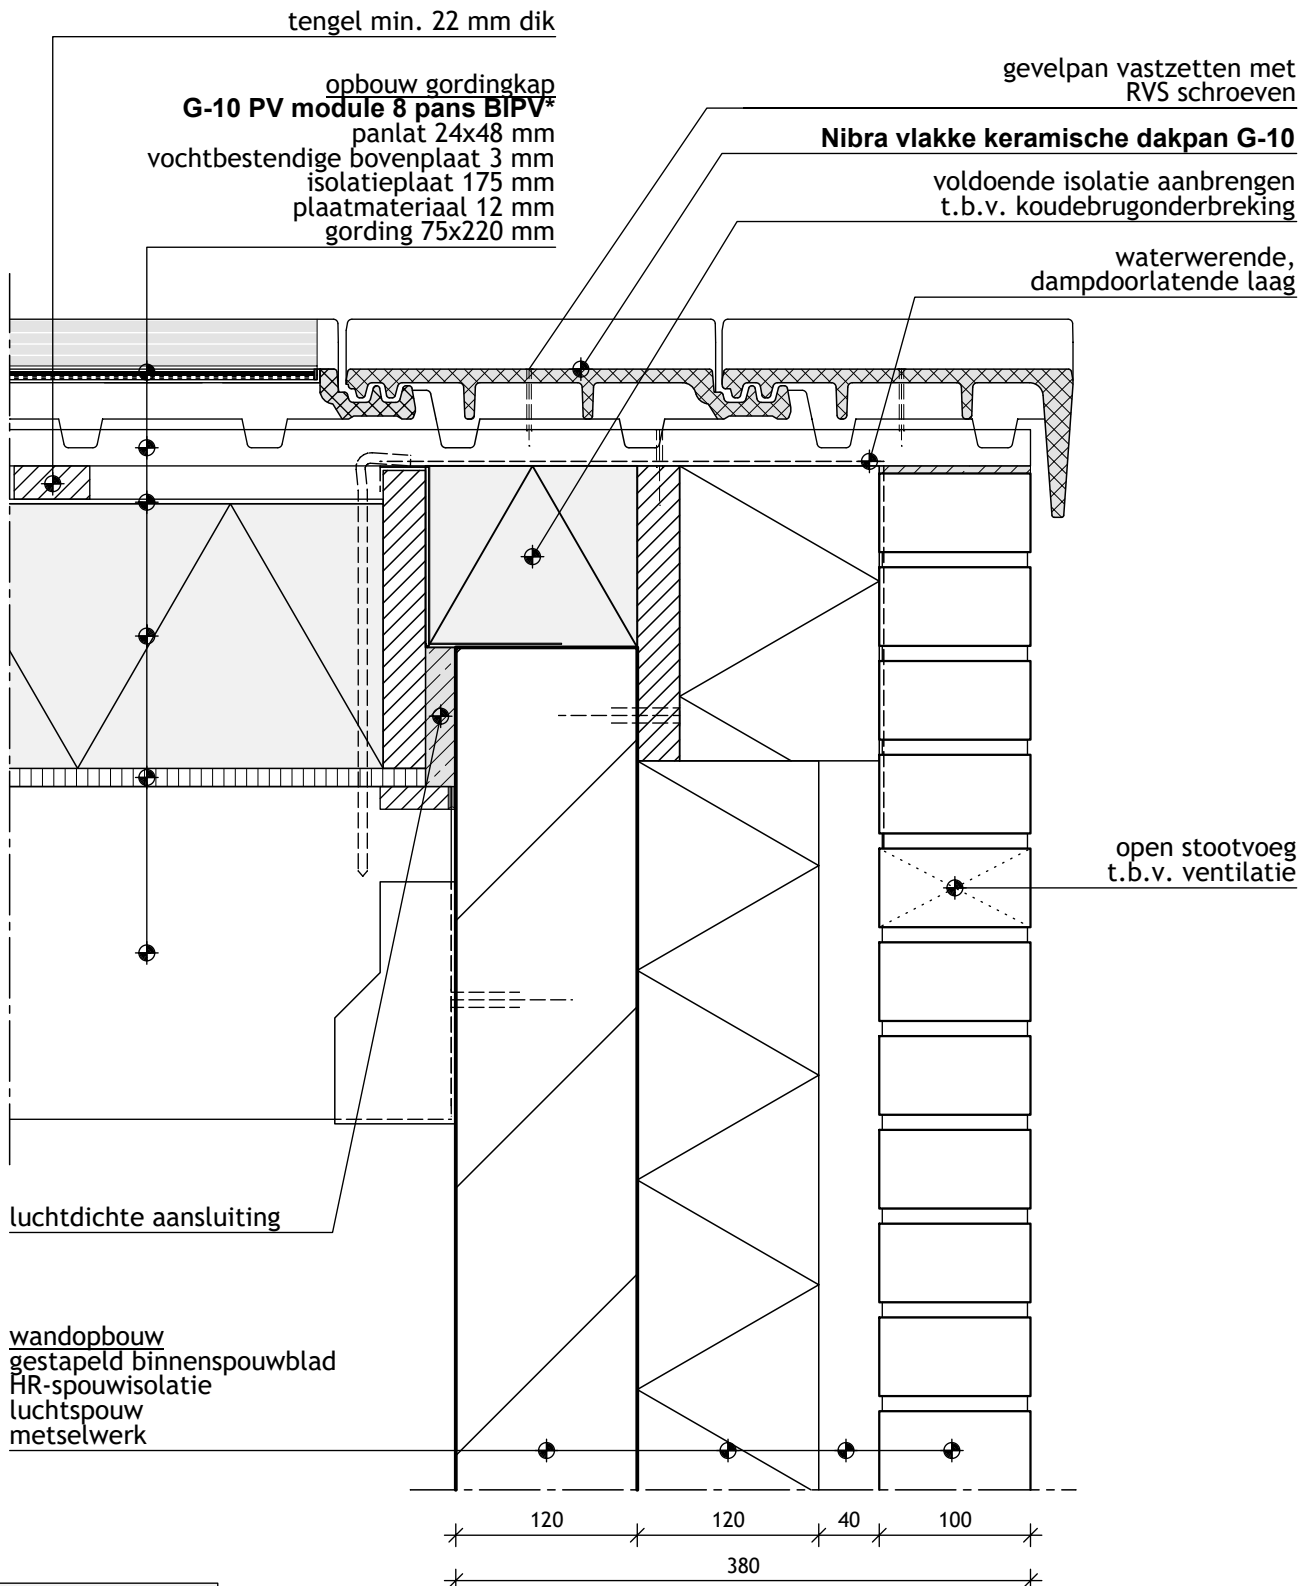 tengel min. 22 mm dik
opbouw gordingkap
G-10 PV module 8 pans BIPV*
panlat 24x48 mm
vochtbestendige bovenplaat 3 mm
isolatieplaat 175 mm
plaatmateriaal 12 mm
gording 75x220 mm
gevelpan vastzetten met
RVS schroeven
Nibra vlakke keramische dakpan G-10
voldoende isolatie aanbrengen
t.b.v. koudebrugonderbreking
waterwerende,
dampdoorlatende laag
open stootvoeg
t.b.v. ventilatie
luchtdichte aansluiting
wandopbouw
gestapeld binnenspouwblad
HR-spouwisolatie
luchtspouw
metselwerk
120 120 40 100
380